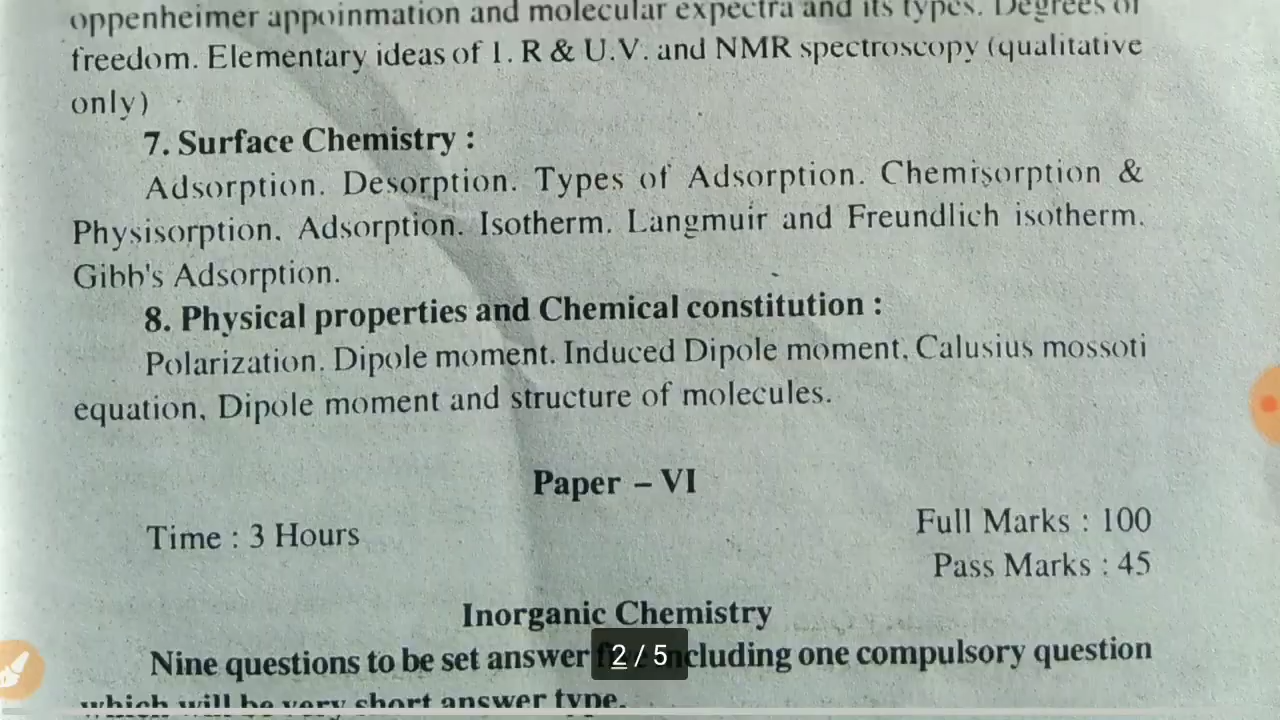 oppenheimer appoinmation and molecular expectra and its types. Degrees of
freedom. Elementary ideas of I. R & U.V. and NMR spectroscopy (qualitative
only)
7. Surface Chemistry :
Adsorption. Desorption. Types of Adsorption. Chemisorption &
Physisorption. Adsorption. Isotherm. Langmuir and Freundlich isotherm.
Gibb's Adsorption.
8. Physical properties and Chemical constitution :
Polarization. Dipole moment. Induced Dipole moment. Calusius mossoti
equation, Dipole moment and structure of molecules.
Paper – VI
Time : 3 Hours
Full Marks : 100
Pass Marks : 45
Inorganic Chemistry
Nine questions to be set answer including one compulsory question
2 / 5
which will be very short answer type.